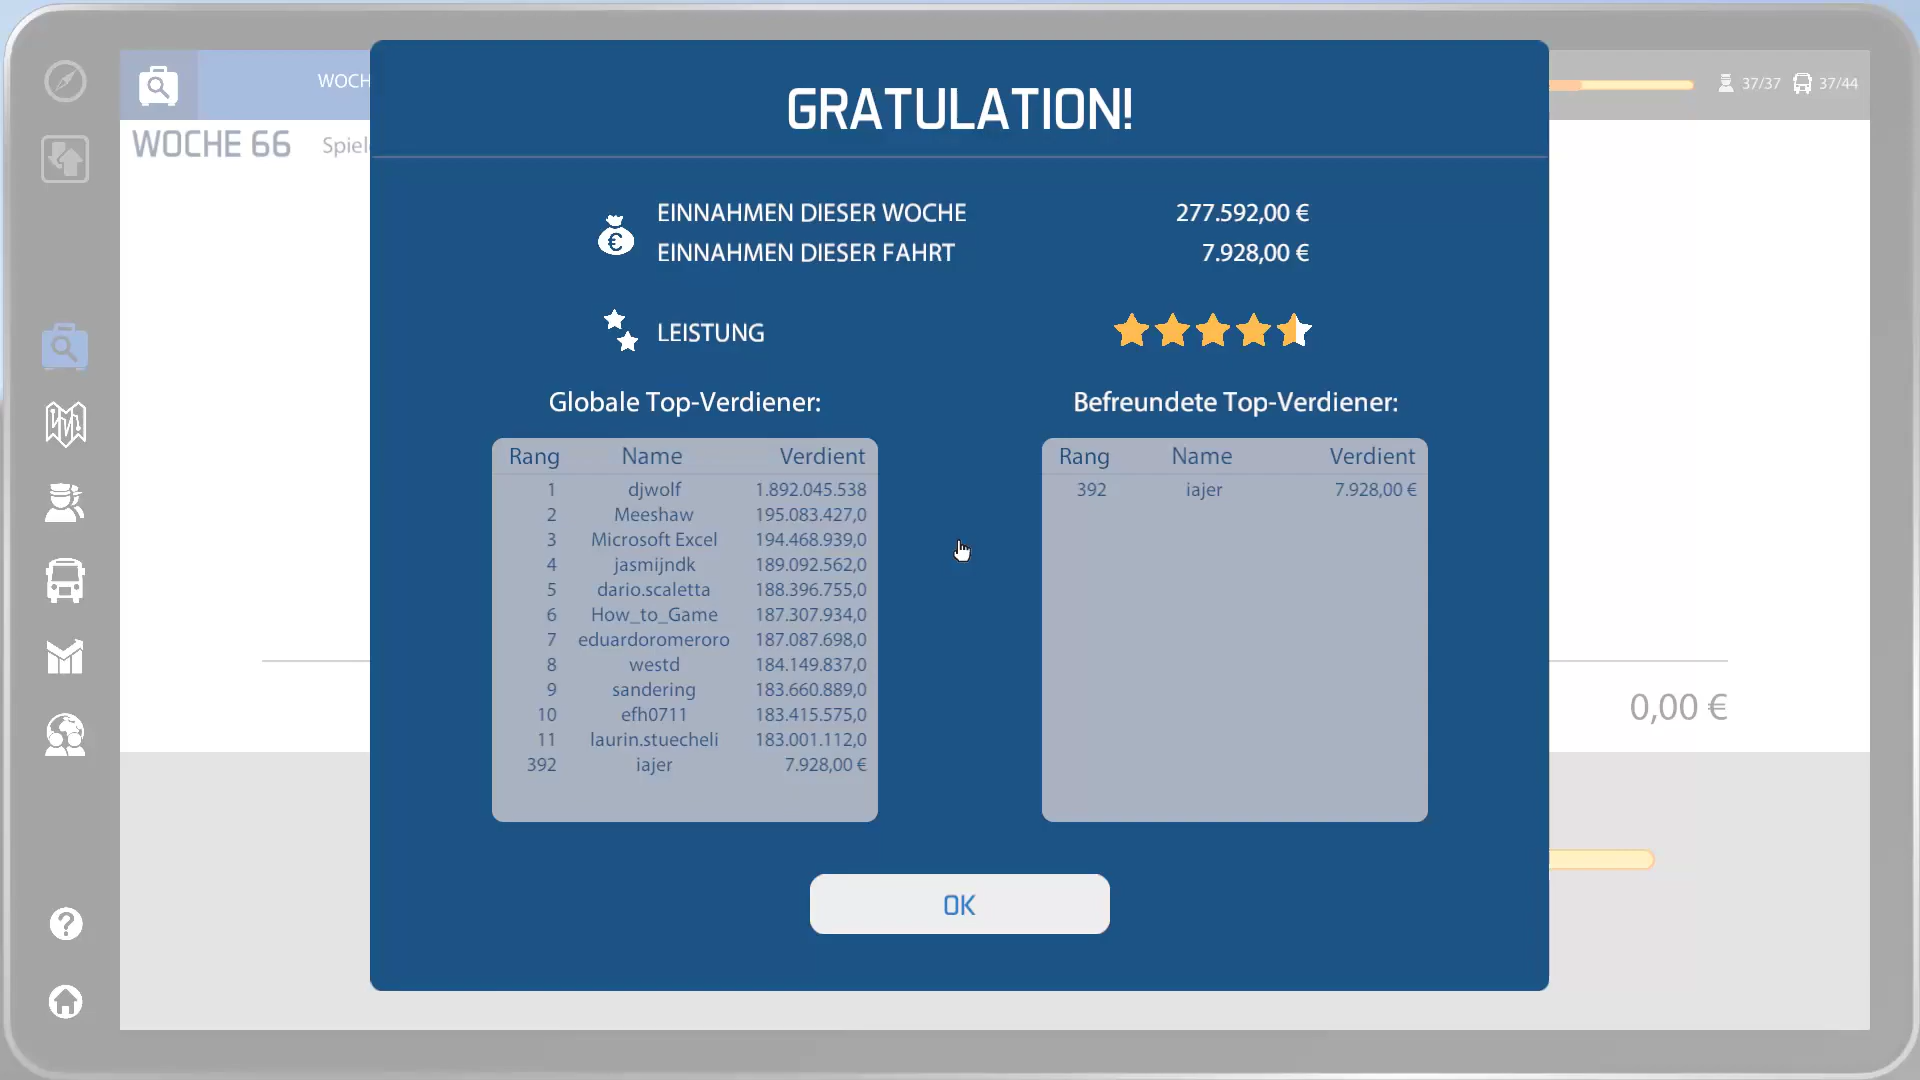 WOCH
37/37
37/44
WOCHE 66
Spiel
GRATULATION!
EINNAHMEN DIESER WOCHE 277.592,00 €
EINNAHMEN DIESER FAHRT 7.928,00 €
LEISTUNG
Globale Top-Verdiener:
Rang Name Verdient
1 djwolf 1.892.045.538
2 Meeshaw 195.083.427,0
3 Microsoft Excel 194.468.939,0
4 jasmijndk 189.092.562,0
5 dario.scaletta 188.396.755,0
6 How_to_Game 187.307.934,0
7 eduardoromeroro 187.087.698,0
8 westd 184.149.837,0
9 sandering 183.660.889,0
10 efh0711 183.415.575,0
11 laurin.stuecheli 183.001.112,0
392 iajer 7.928,00 €
Befreundete Top-Verdiener:
Rang Name Verdient
392 iajer 7.928,00 €
0,00 €
OK